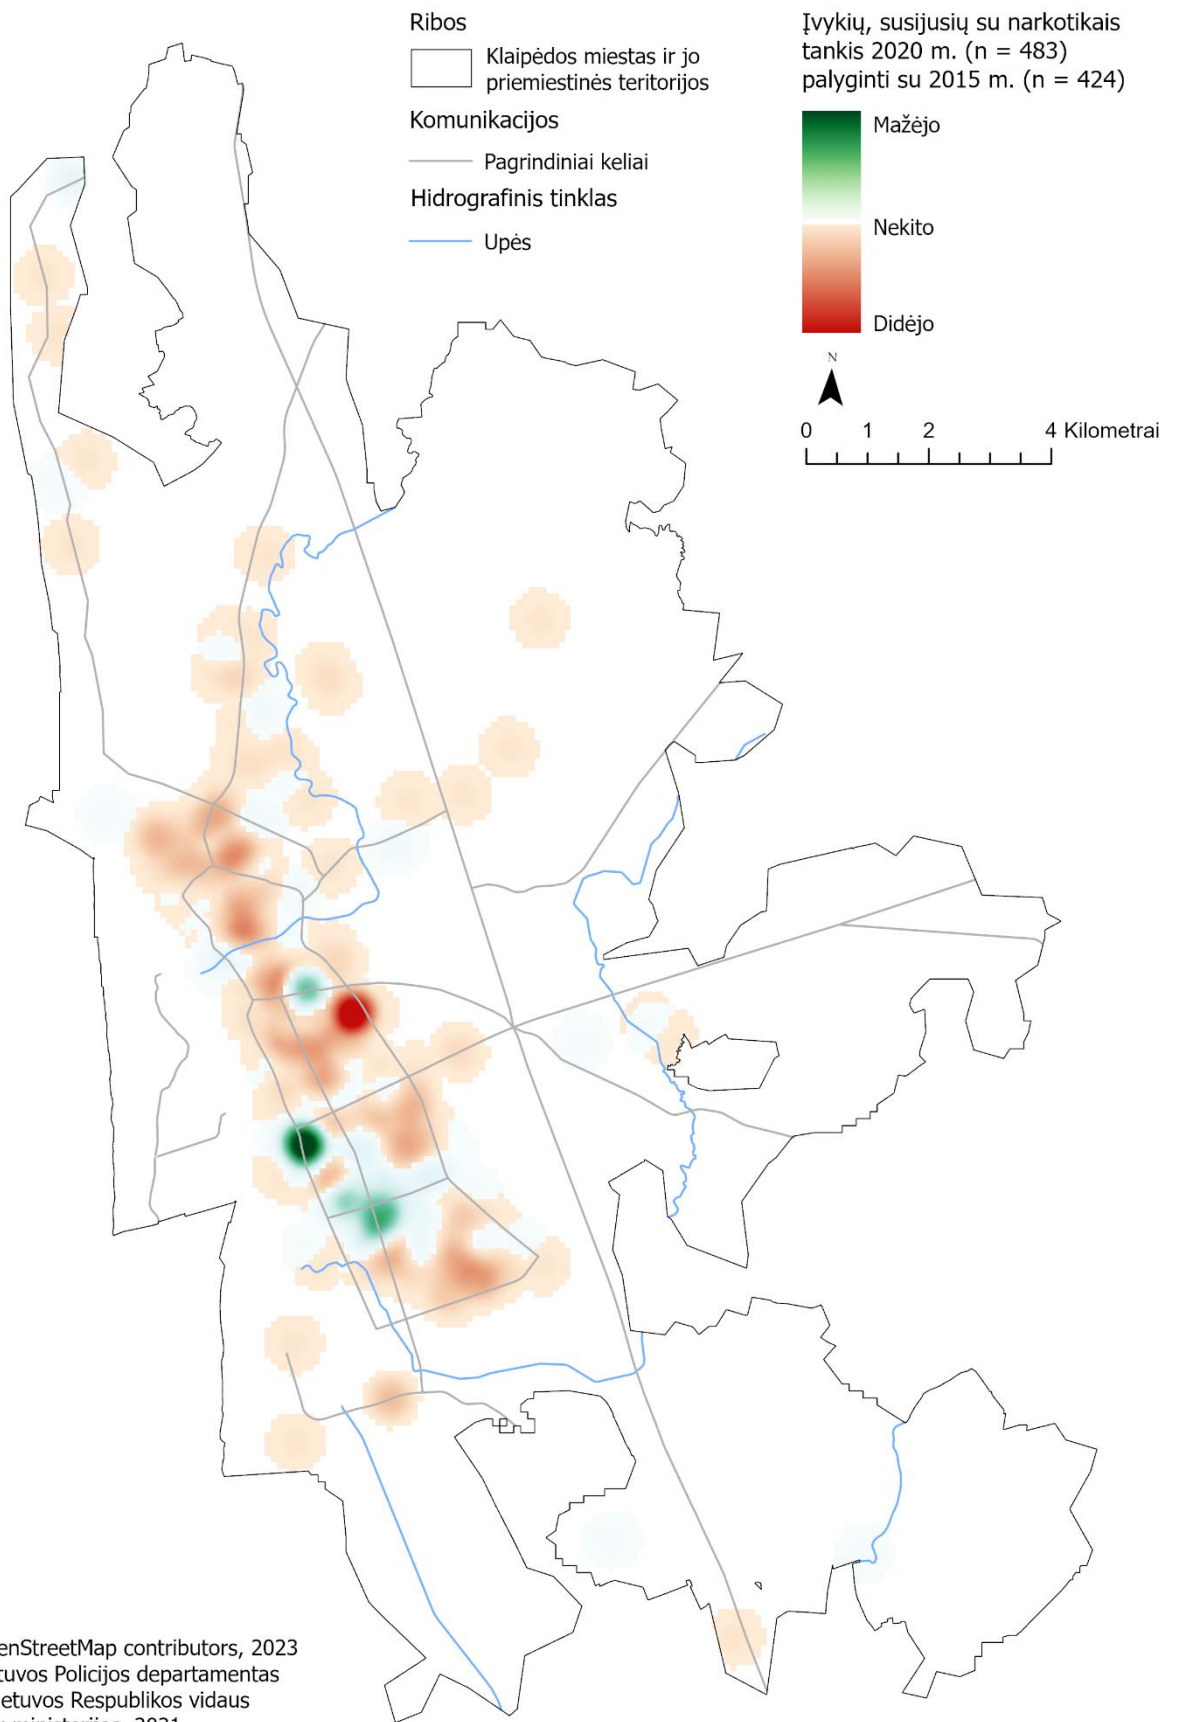 Ribos
Klaipėdos miestas ir jo
priemiestinės teritorijos
Komunikacijos
Pagrindiniai keliai
Hidrografinis tinklas
Upės
Įvykių, susijusių su narkotikais
tankis 2020 m. (n = 483)
palyginti su 2015 m. (n = 424)
Mažėjo
Nekito
Didėjo
N
0 1 2 4 Kilometrai
enStreetMap contributors, 2023
tuvos Policijos departamentas
ietuvos Respublikos vidaus